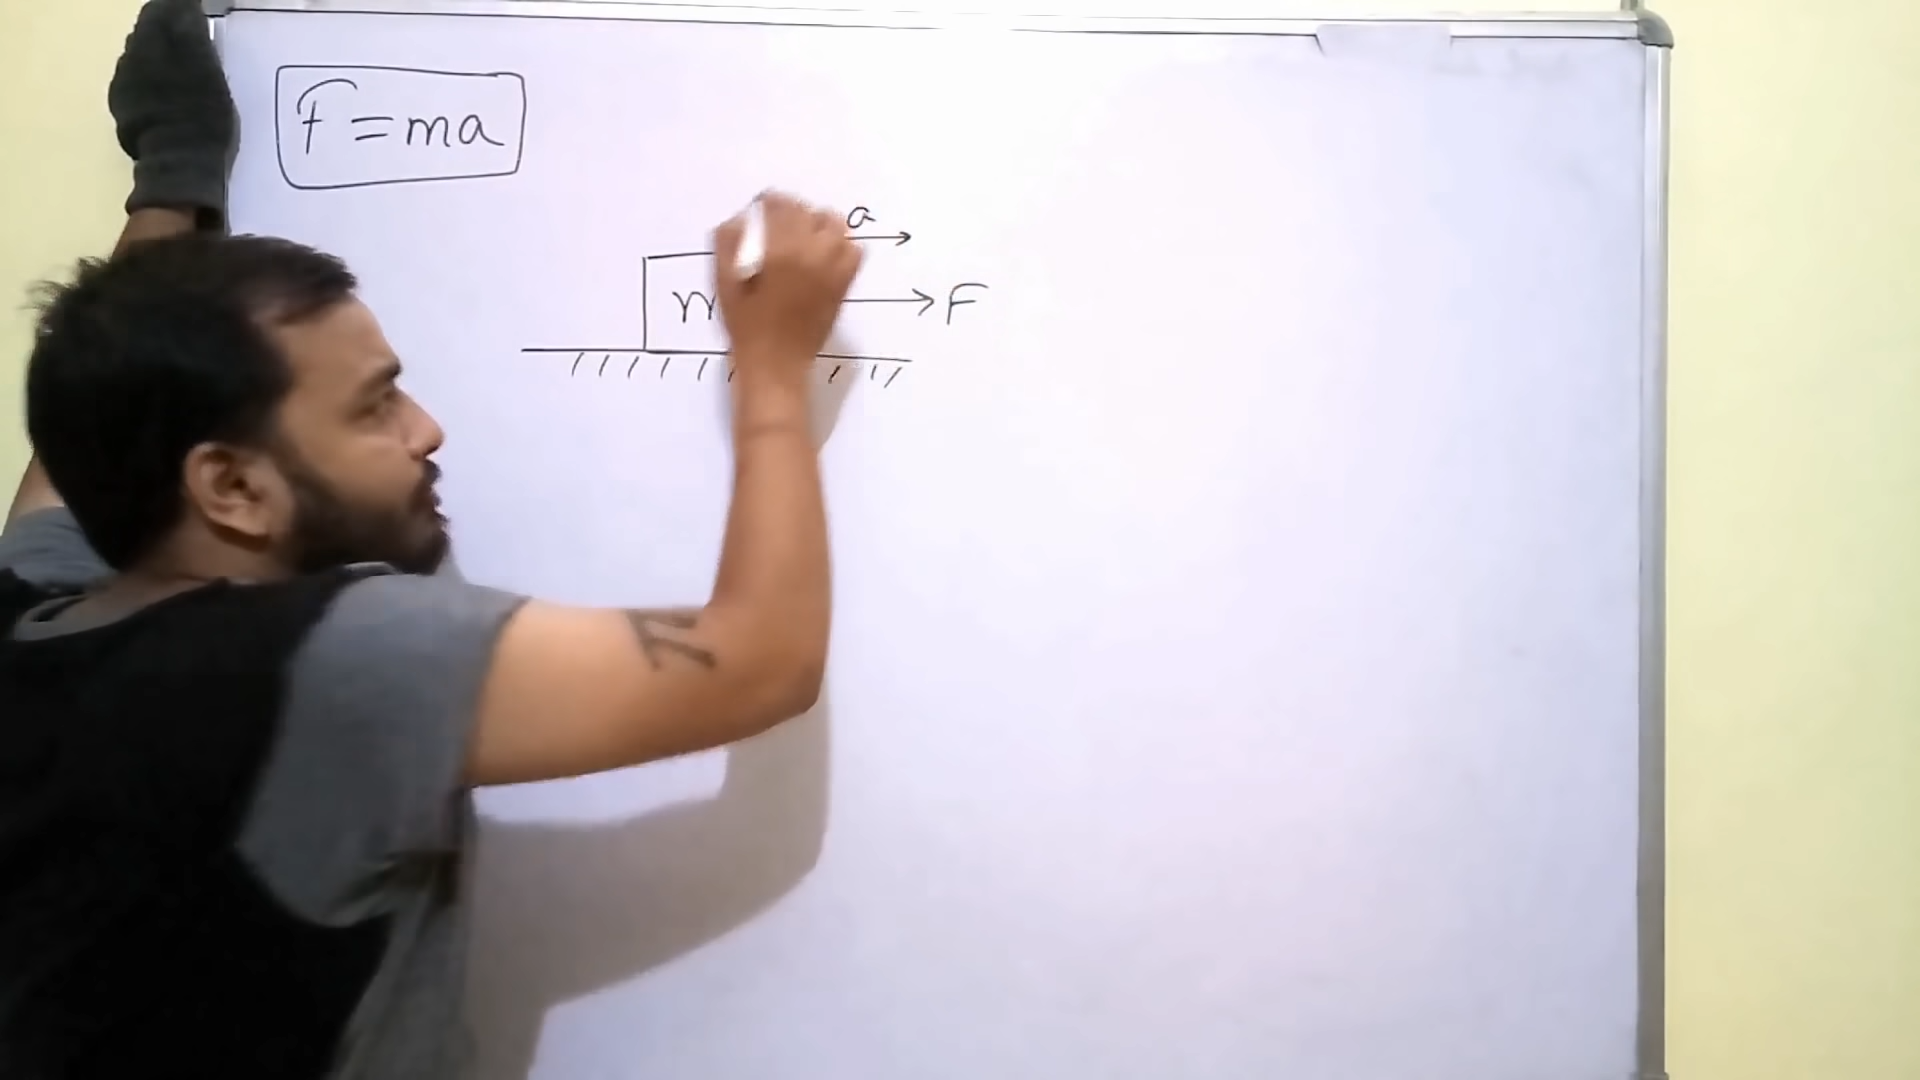 F = ma
a
m
F
π